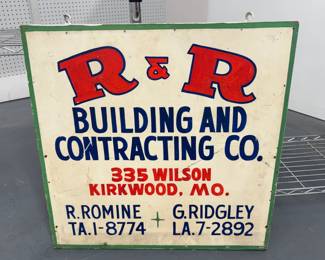 R & R
BUILDING AND
CONTRACTING CO.
335 WILSON
KIRKWOOD, MO.
R. ROMINE + G. RIDGLEY
TA. 1-8774 LA. 7-2892